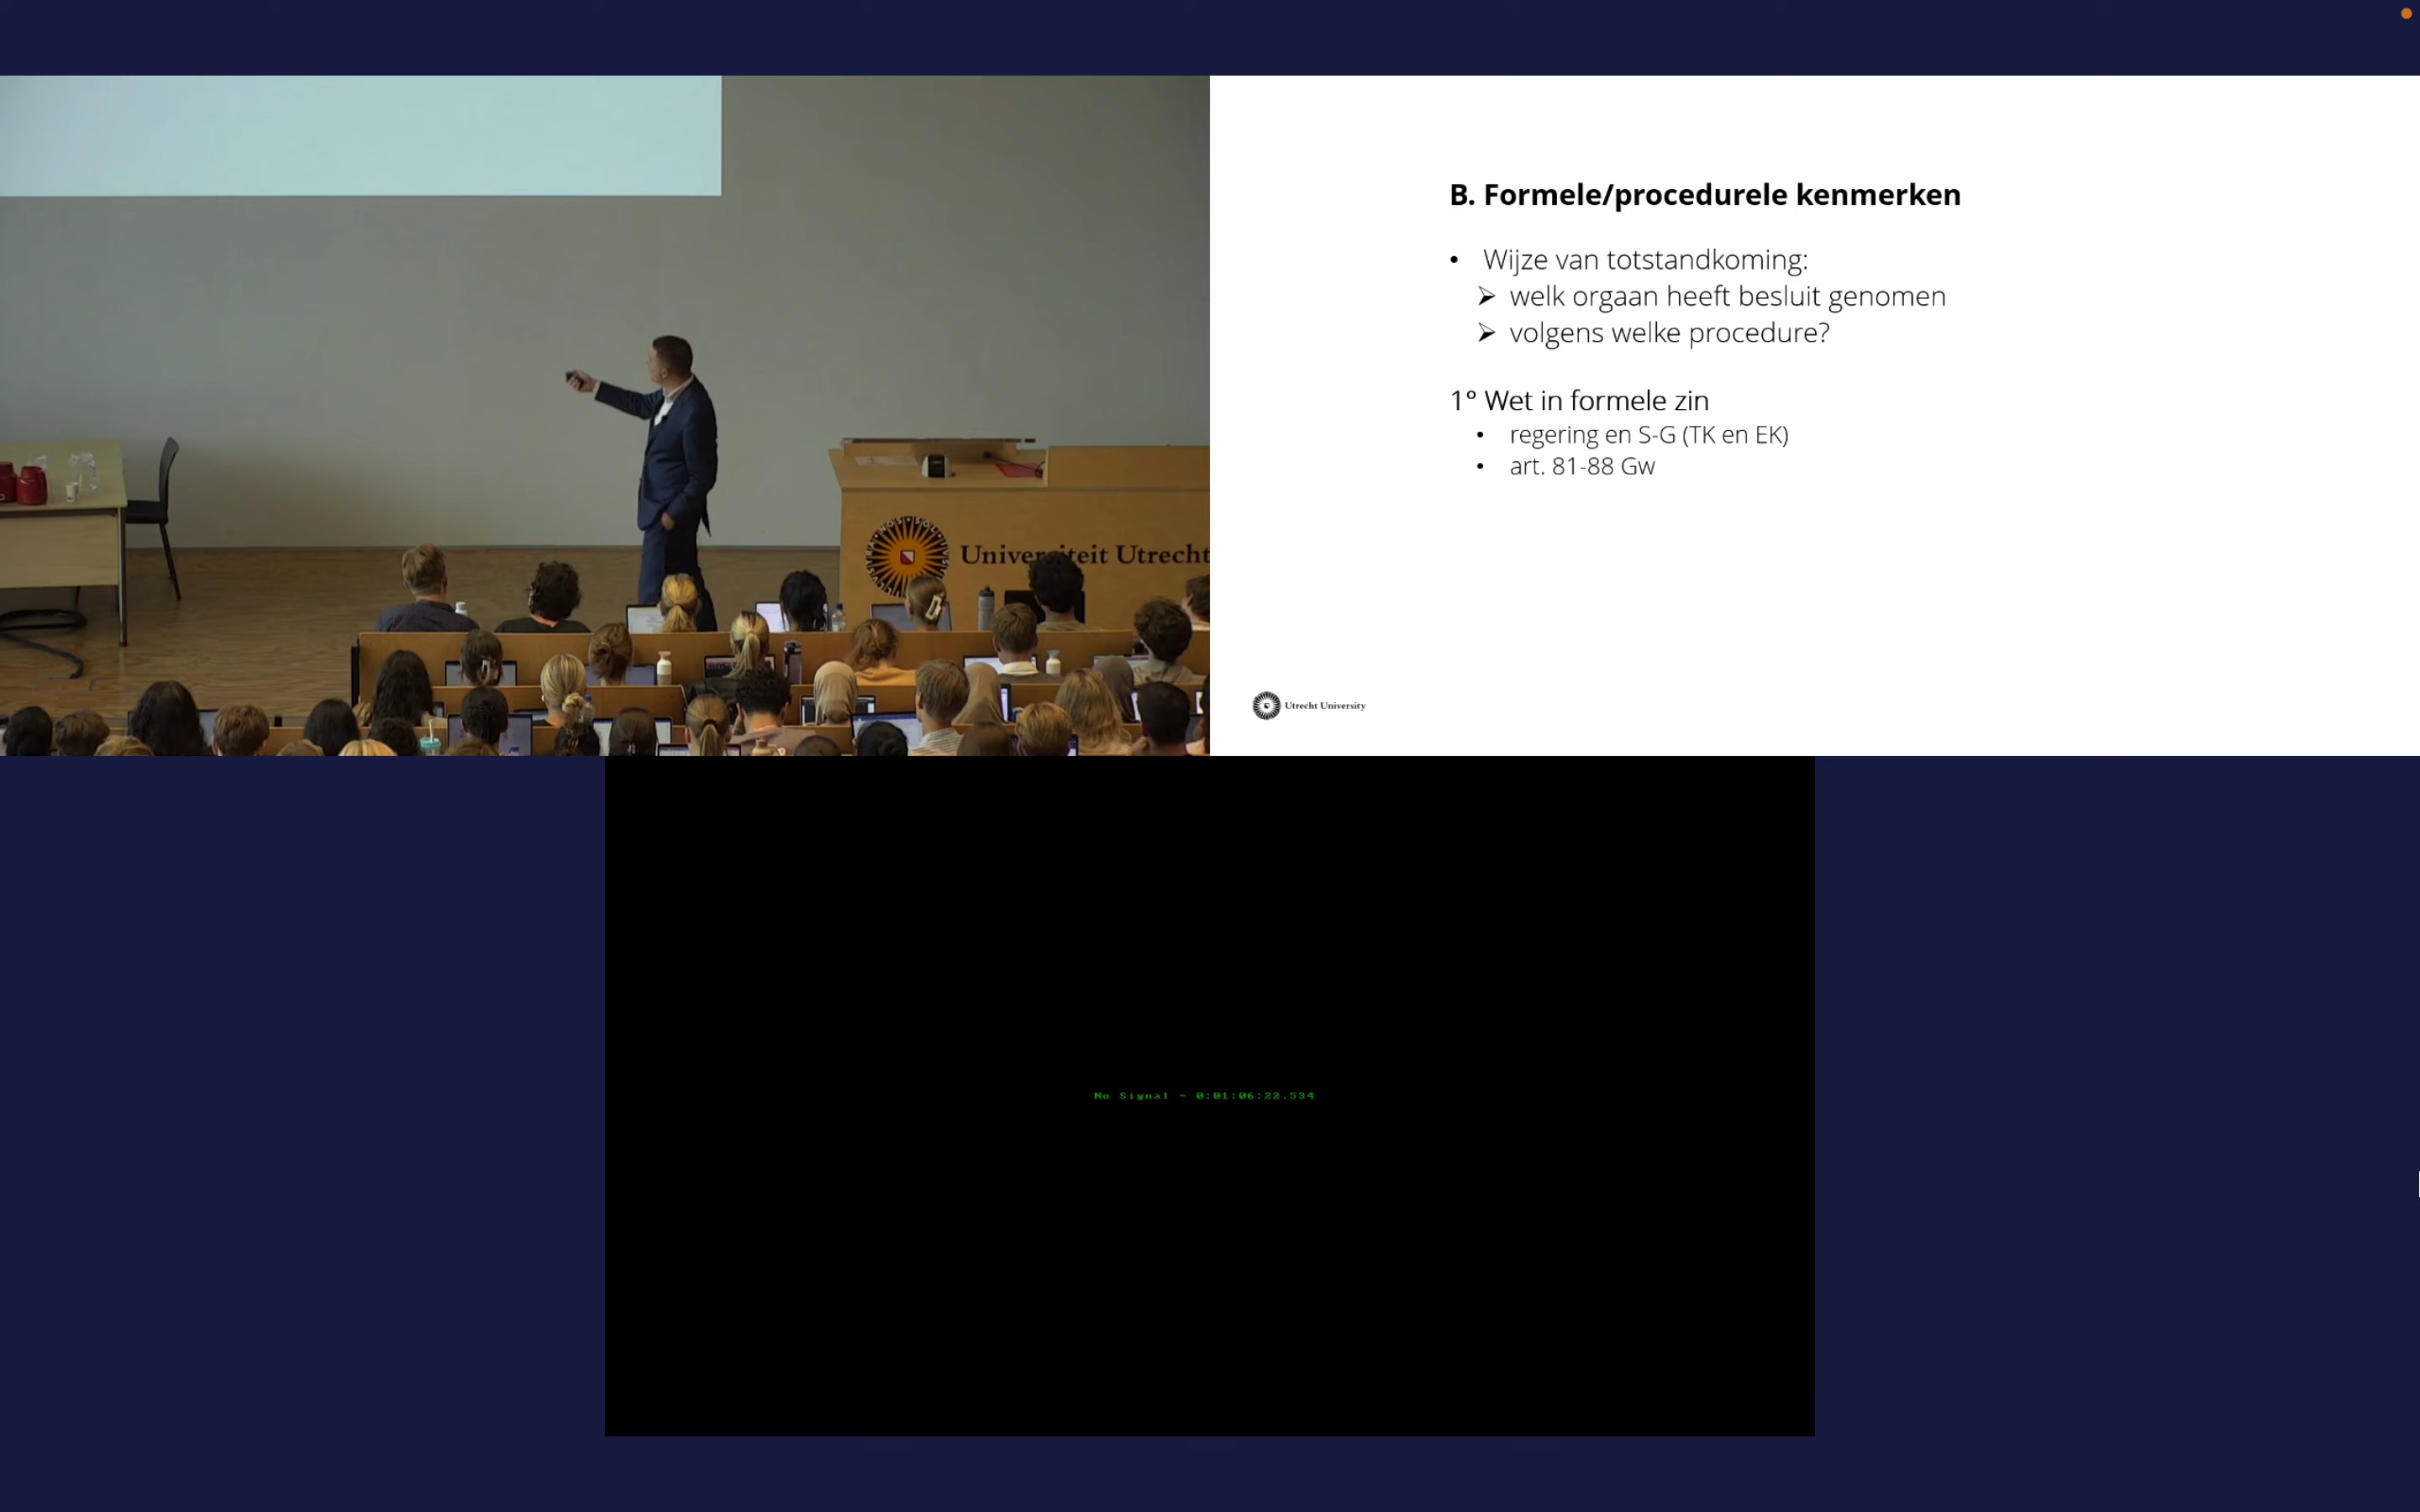 B. Formele/procedurele kenmerken
• Wijze van totstandkoming:
➢ welk orgaan heeft besluit genomen
➢ volgens welke procedure?
1° Wet in formele zin
• regering en S-G (TK en EK)
• art. 81-88 Gw
Universiteit Utrecht
Utrecht University
No Signal - 0:01:06:22.534